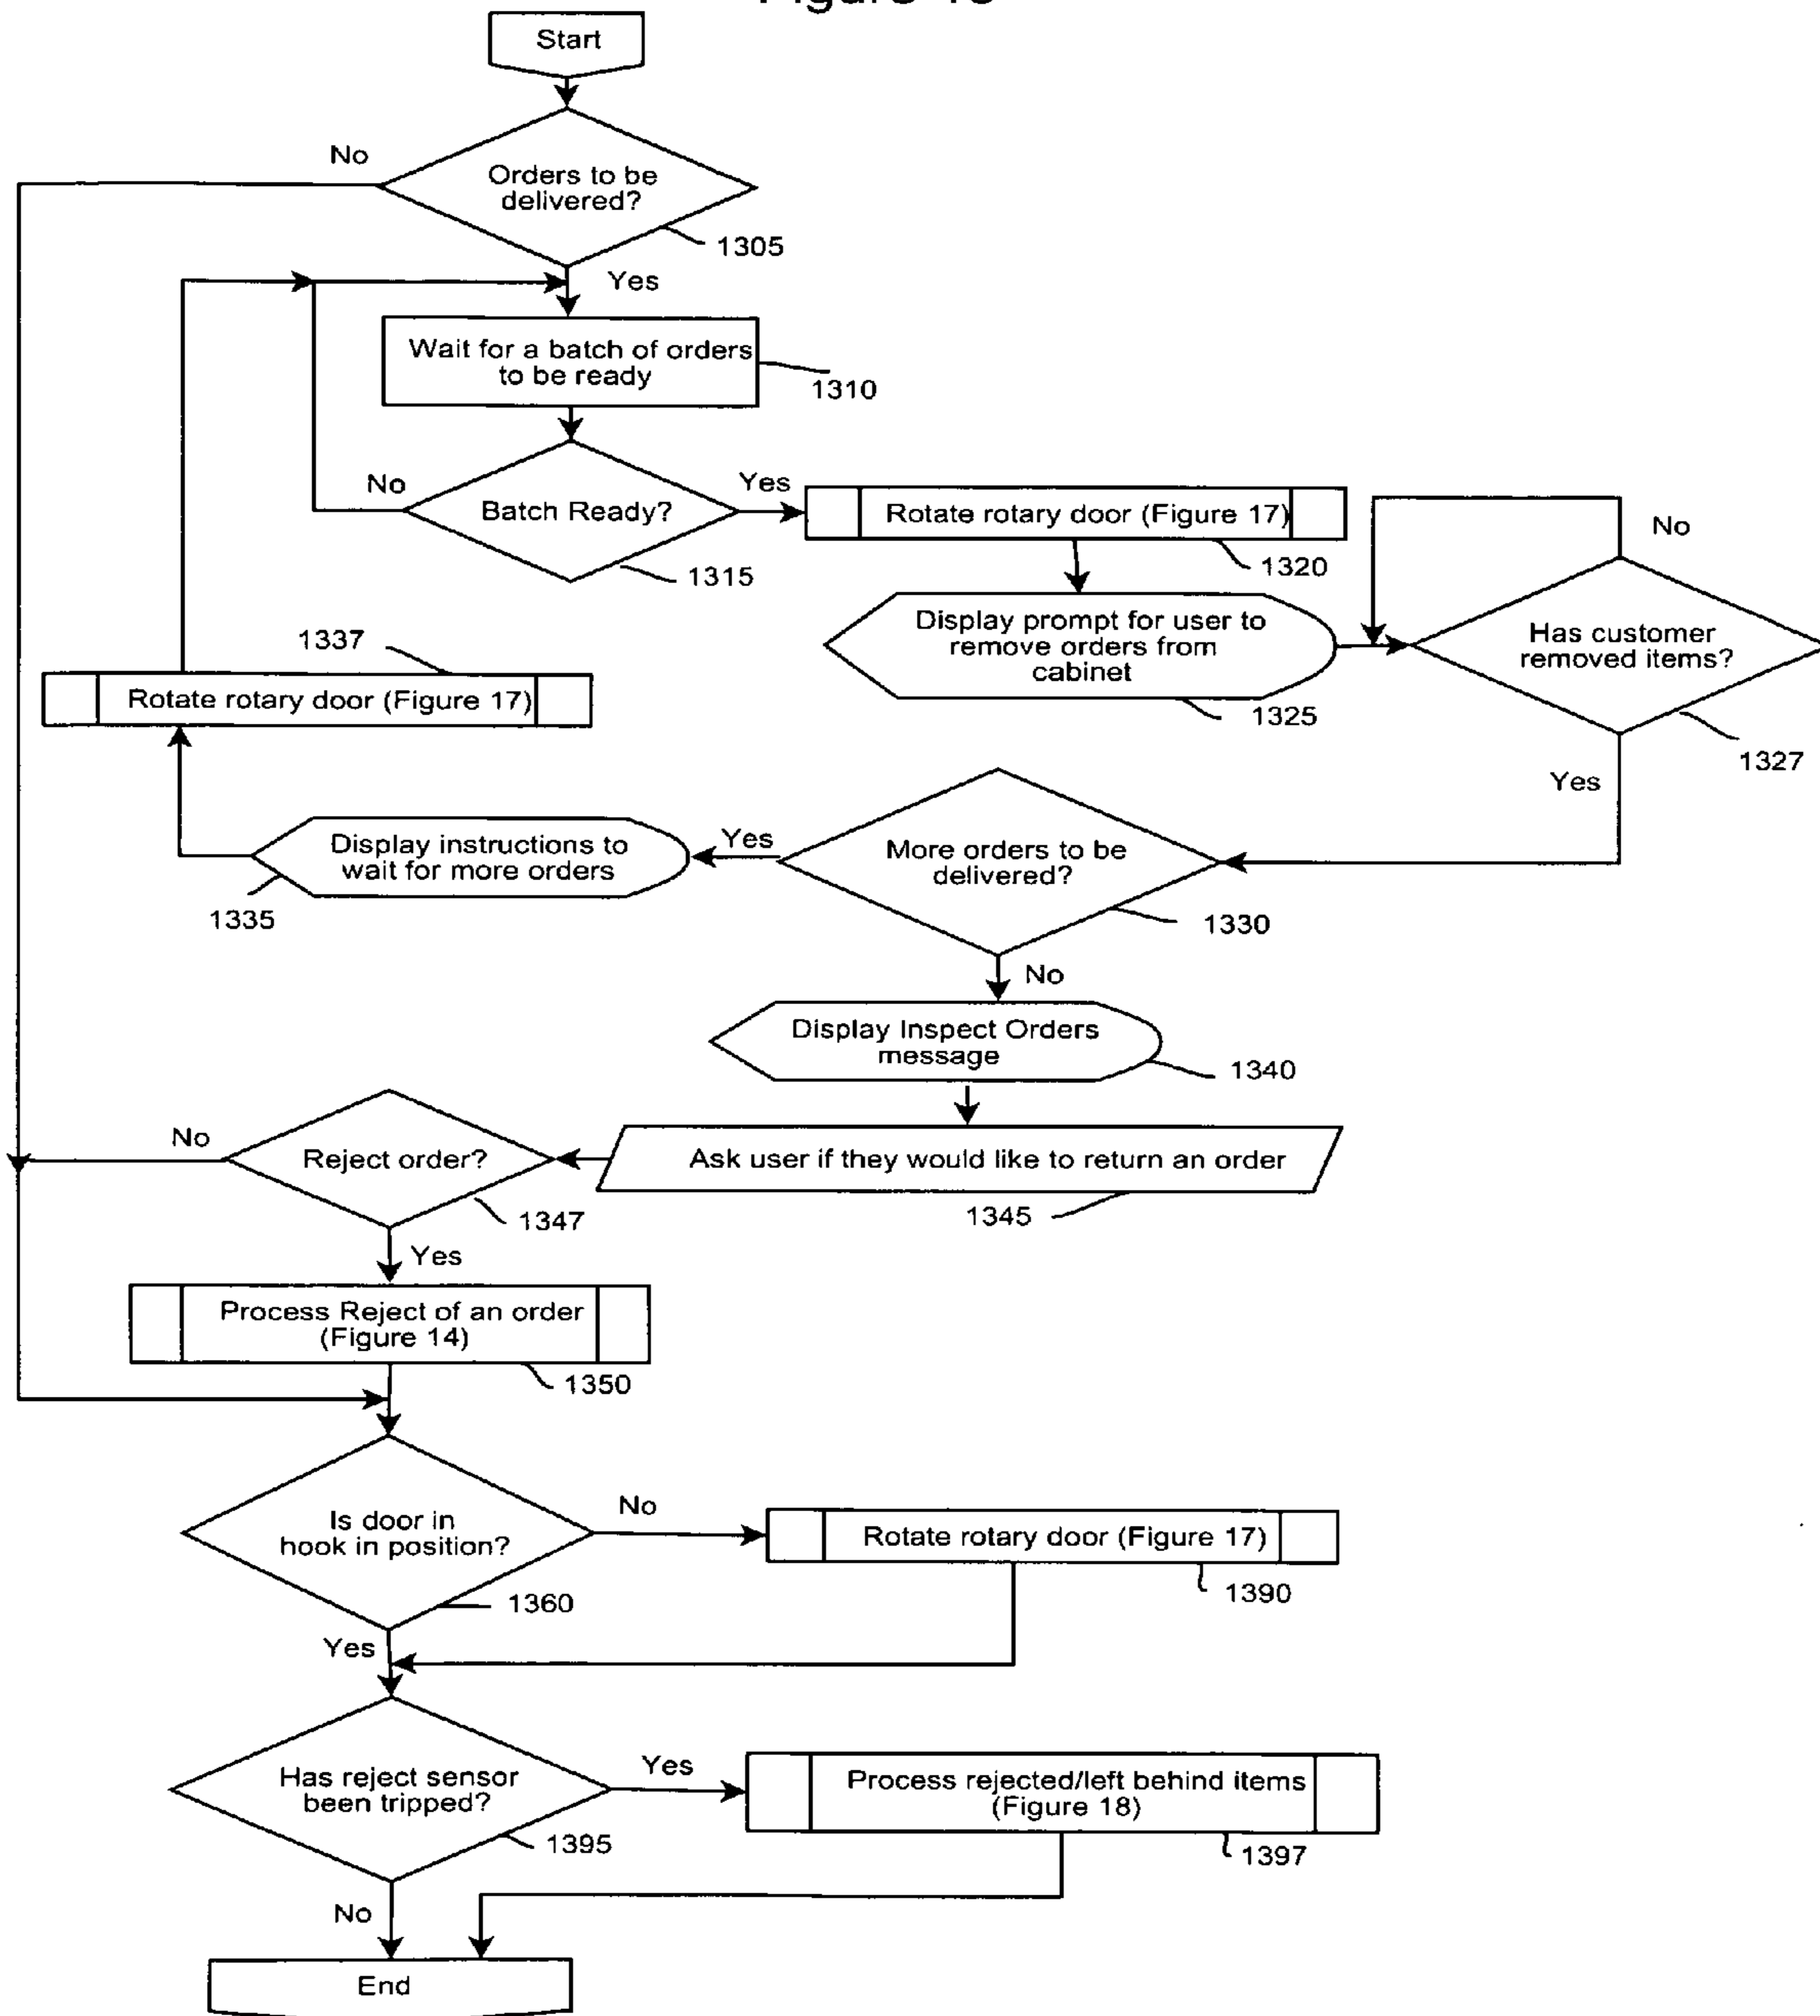 Start
No
Orders to be
delivered?
1305
Yes
Wait for a batch of orders
to be ready
1310
No
Batch Ready?
Yes
1315
Rotate rotary door (Figure 17)
1320
No
Display prompt for user to
remove orders from
cabinet
1325
Has customer
removed items?
1327
Yes
1337
Rotate rotary door (Figure 17)
Display instructions to
wait for more orders
1335
Yes
More orders to be
delivered?
1330
No
Display Inspect Orders
message
1340
No
Reject order?
1347
Ask user if they would like to return an order
1345
Yes
Process Reject of an order
(Figure 14)
1350
Is door in
hook in position?
No
1360
Rotate rotary door (Figure 17)
1390
Yes
Has reject sensor
been tripped?
Yes
1395
Process rejected/left behind items
(Figure 18)
1397
No
End